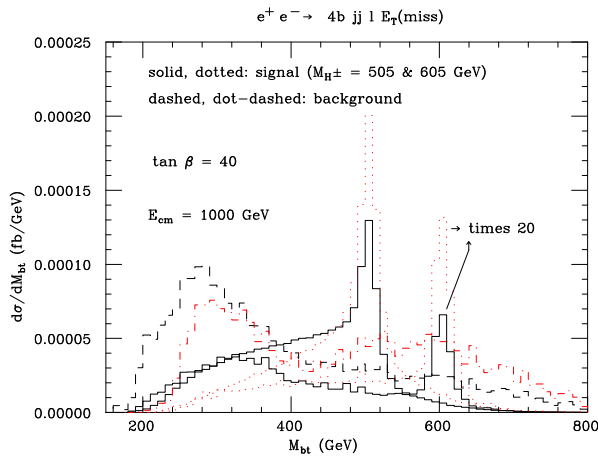 e⁺ e⁻→ 4b jj l E_T(miss)
0.00025
solid, dotted: signal (M_H± = 505 & 605 GeV)
dashed, dot-dashed: background
0.00020
tan β = 40
0.00015
E_cm = 1000 GeV
→ times 20
0.00010
0.00005
0.00000
dσ/dM_bt (fb/GeV)
200 400 600 800
M_bt (GeV)